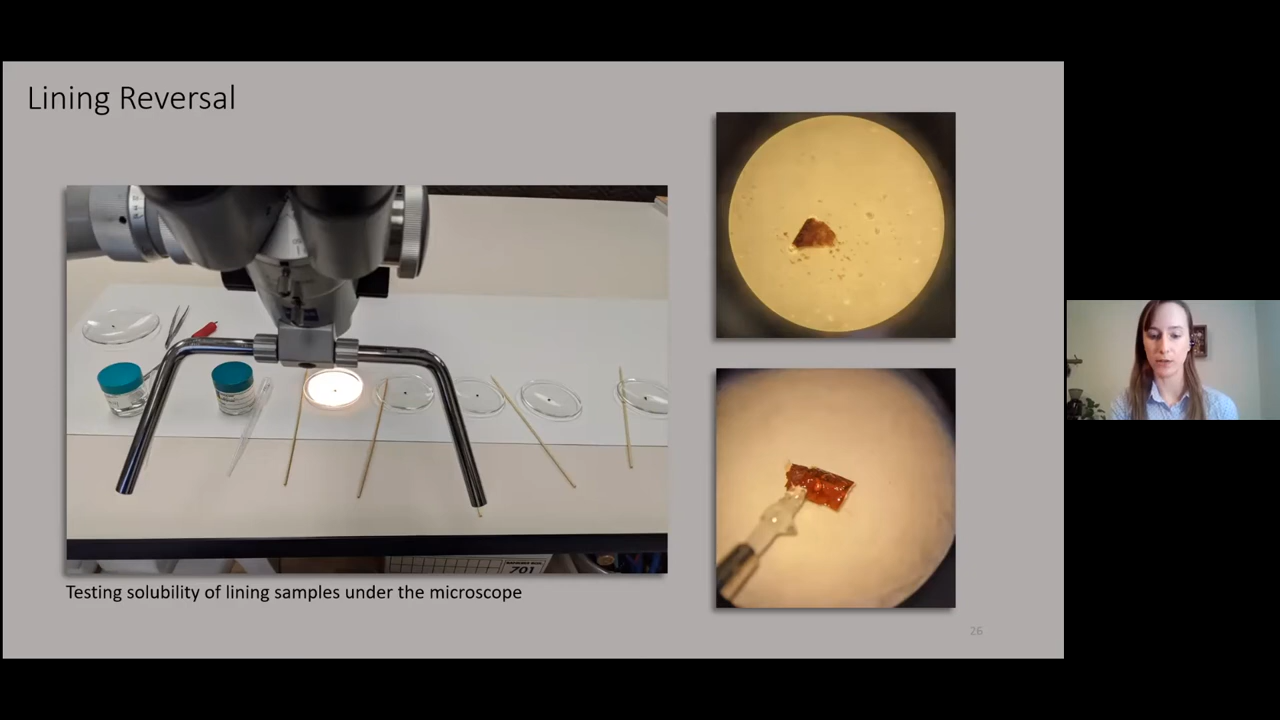 Lining Reversal
701
Testing solubility of lining samples under the microscope
26